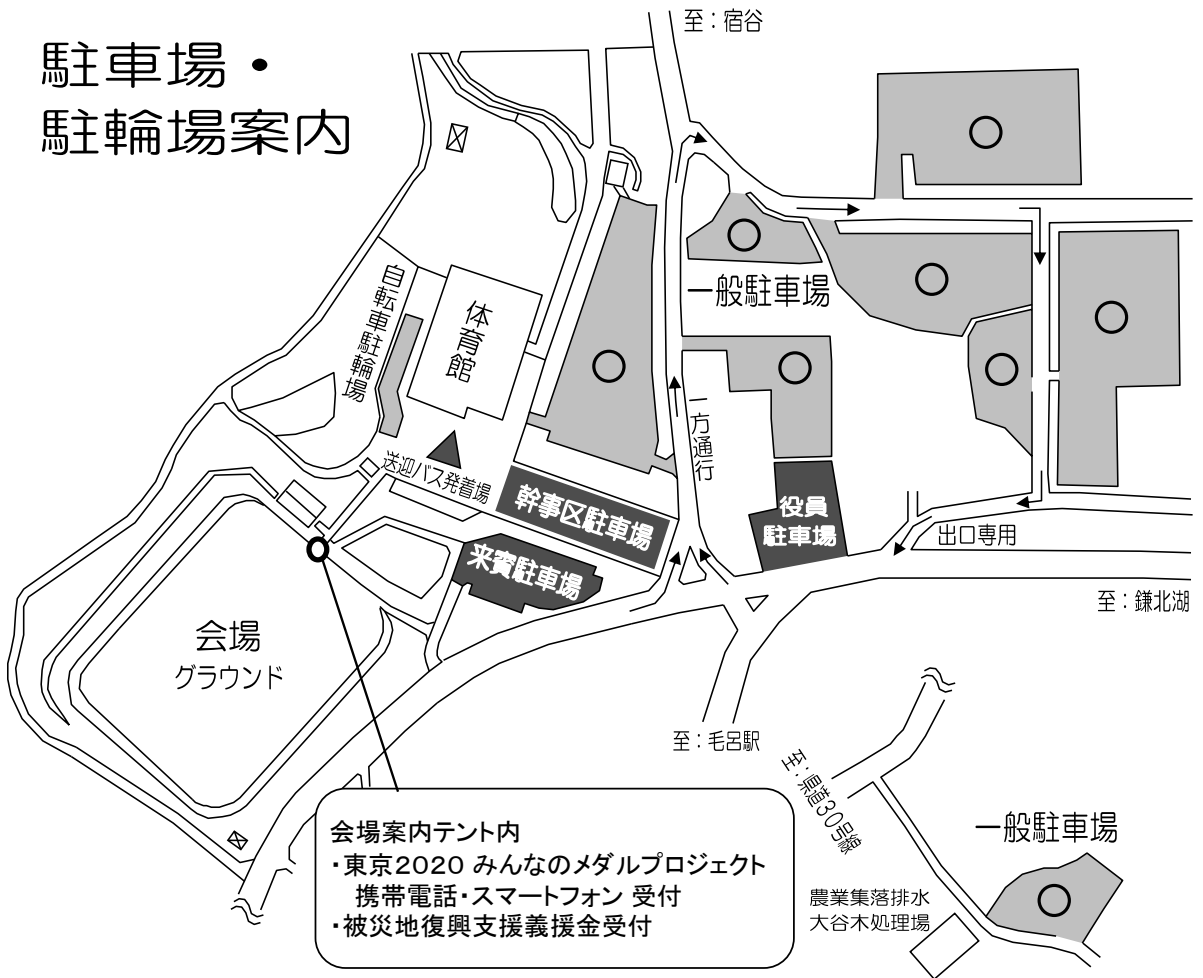 駐車場・
駐輪場案内
至：宿谷
一般駐車場
自転車駐輪場
体育館
一方通行
送迎バス発着場
幹事区駐車場
役員
駐車場
出口専用
来賓駐車場
至：鎌北湖
会場
グラウンド
至：毛呂駅
至：県道30号線
一般駐車場
農業集落排水
大谷木処理場
会場案内テント内
・東京2020 みんなのメダルプロジェクト
携帯電話・スマートフォン 受付
・被災地復興支援義援金受付